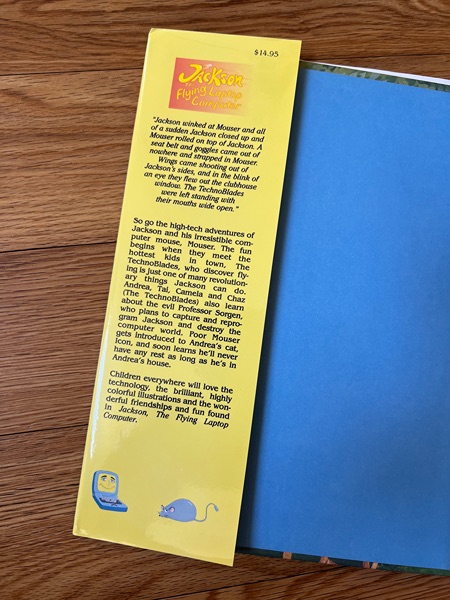 $14.95
Jackson
The
Flying Laptop
Computer
"Jackson winked at Mouser and all
of a sudden Jackson closed up and
Mouser rolled on top of Jackson. A
seat belt and goggles came out of
nowhere and strapped in Mouser.
Wings came shooting out of
Jackson's sides, and in the blink of
an eye they flew out the clubhouse
window. The TechnoBlades
were left standing with
their mouths wide open."
So go the high-tech adventures of
Jackson and his irresistible com-
puter mouse, Mouser. The fun
begins when they meet the
hottest kids in town, The
TechnoBlades, who discover fly-
ing is just one of many revolution-
ary things Jackson can do.
Andrea, Tai, Camela and Chaz
(The TechnoBlades) also learn
about the evil Professor Sorgen,
who plans to capture and repro-
gram Jackson and destroy the
computer world. Poor Mouser
gets introduced to Andrea's cat,
Icon, and soon learns he'll never
have any rest as long as he's in
Andrea's house.
Children everywhere will love the
technology, the brilliant, highly
colorful illustrations and the won-
derful friendships and fun found
in Jackson, The Flying Laptop
Computer.